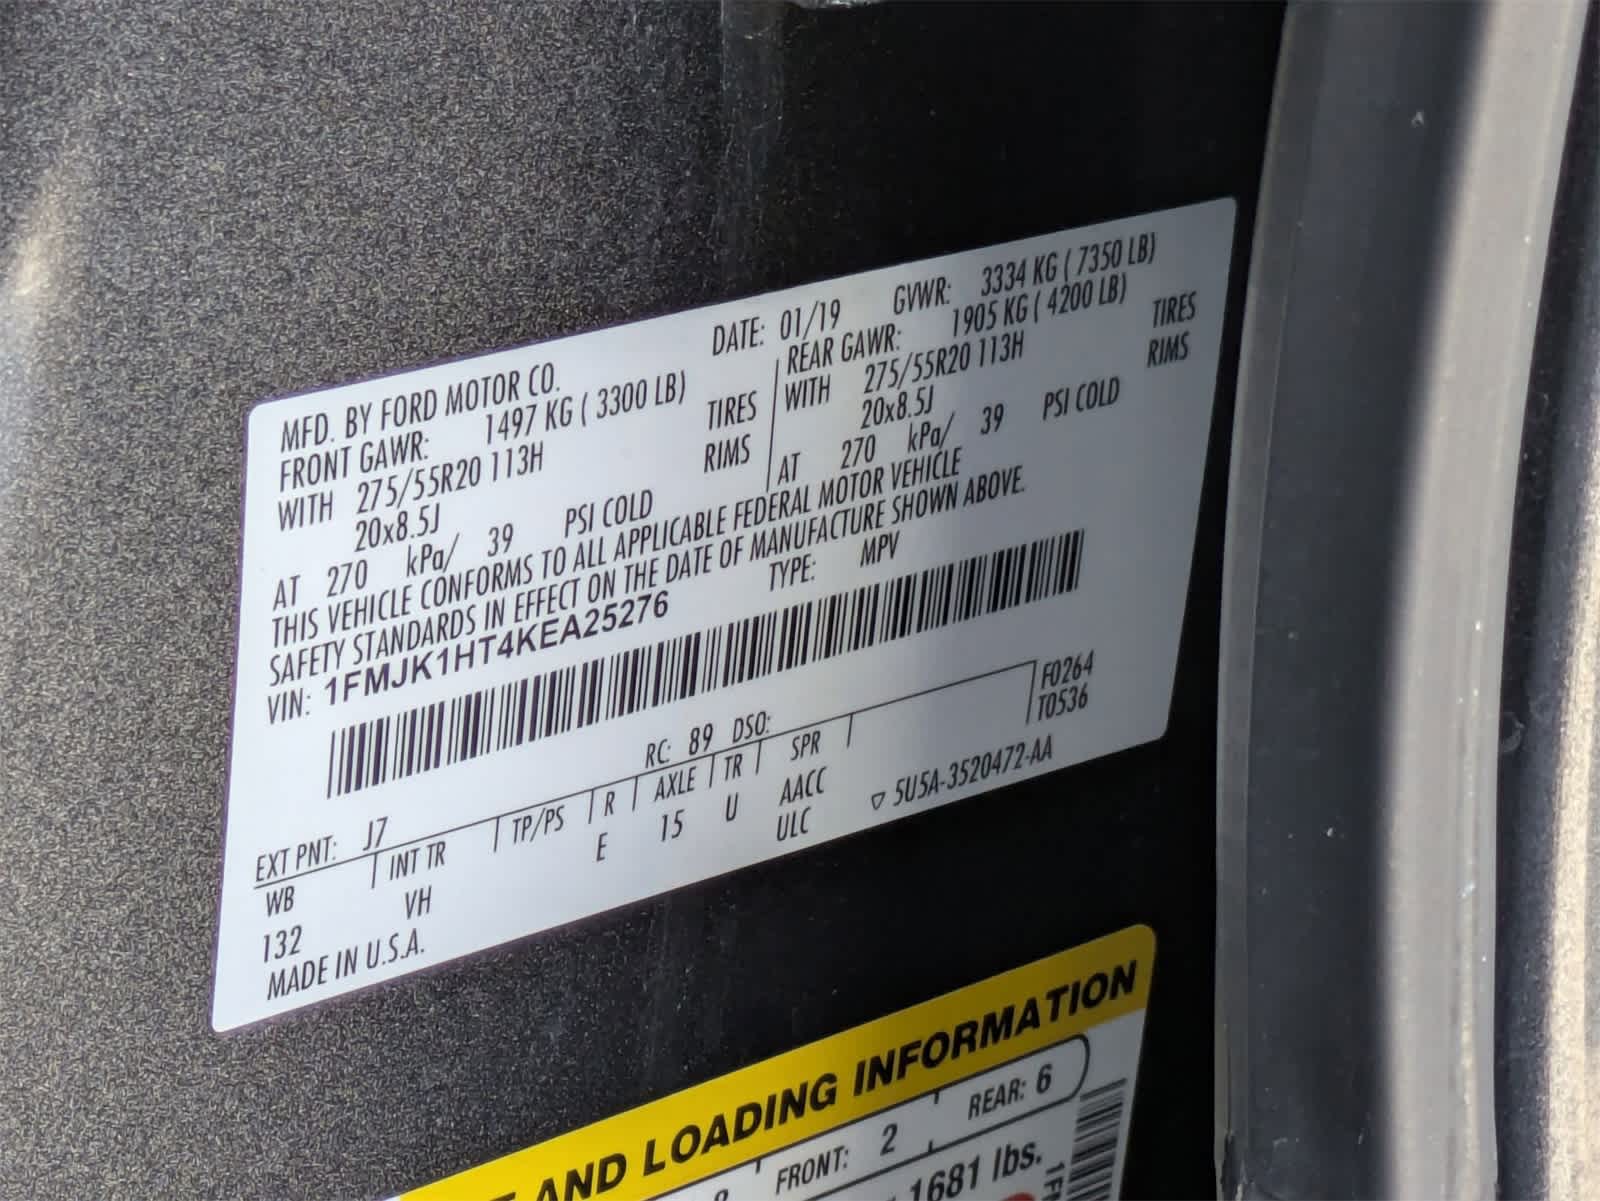 MFD. BY FORD MOTOR CO.
DATE: 01/19 GVWR: 3334 KG ( 7350 LB)
FRONT GAWR: 1497 KG ( 3300 LB)
REAR GAWR: 1905 KG ( 4200 LB)
WITH 275/55R20 113H TIRES
WITH 275/55R20 113H TIRES
20x8.5J RIMS
20x8.5J RIMS
AT 270 kPa/ 39 PSI COLD
AT 270 kPa/ 39 PSI COLD
THIS VEHICLE CONFORMS TO ALL APPLICABLE FEDERAL MOTOR VEHICLE
SAFETY STANDARDS IN EFFECT ON THE DATE OF MANUFACTURE SHOWN ABOVE.
VIN: 1FMJK1HT4KEA25276 TYPE: MPV
EXT PNT: J7 RC: 89 DSO: F0264
WB INT TR TP/PS R AXLE TR SPR T0536
132 VH E 15 U AACC
ULC
MADE IN U.S.A. 5U5A-3520472-AA
AND LOADING INFORMATION
FRONT: 2 REAR: 6
1681 lbs.